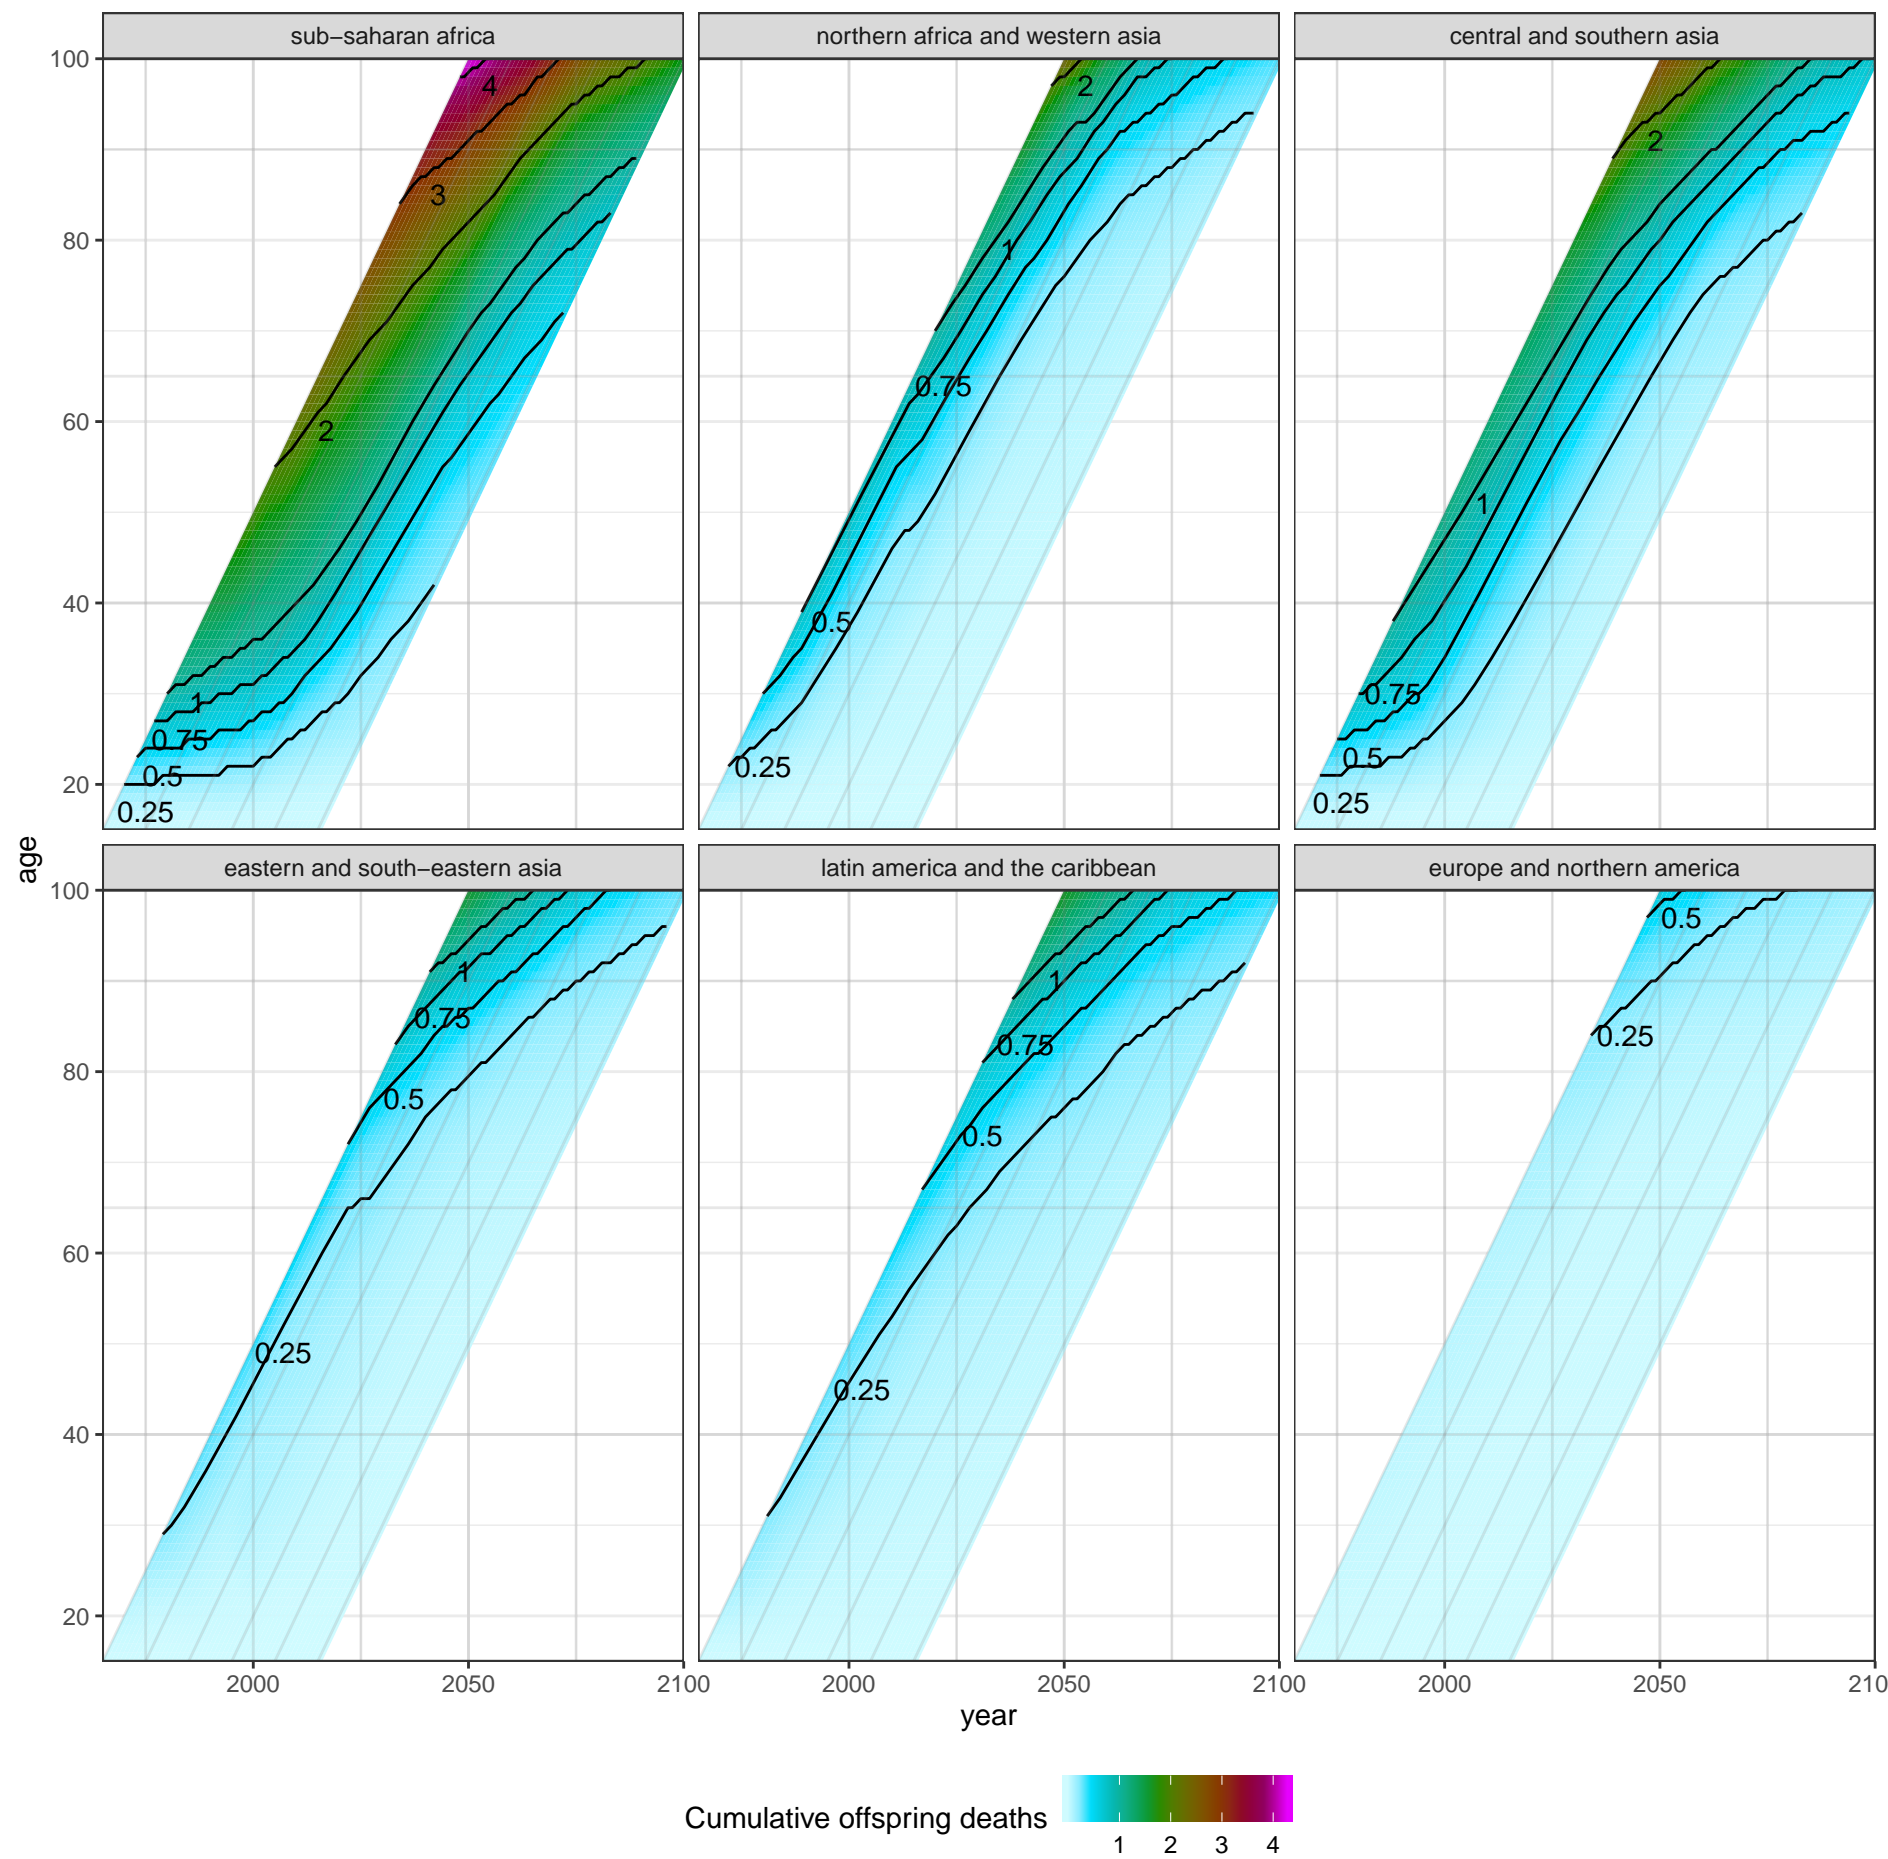 sub−saharan africa
northern africa and western asia
central and southern asia
100
80
60
40
20
4
3
2
1
0.75
0.5
0.25
2
1
0.75
0.5
0.25
2
1
0.75
0.5
0.25
age
eastern and south−eastern asia
latin america and the caribbean
europe and northern america
100
80
60
40
20
1
0.75
0.5
0.25
1
0.75
0.5
0.25
0.5
0.25
2000 2050 2100
2000 2050 2100
2000 2050 210
year
Cumulative offspring deaths
1 2 3 4